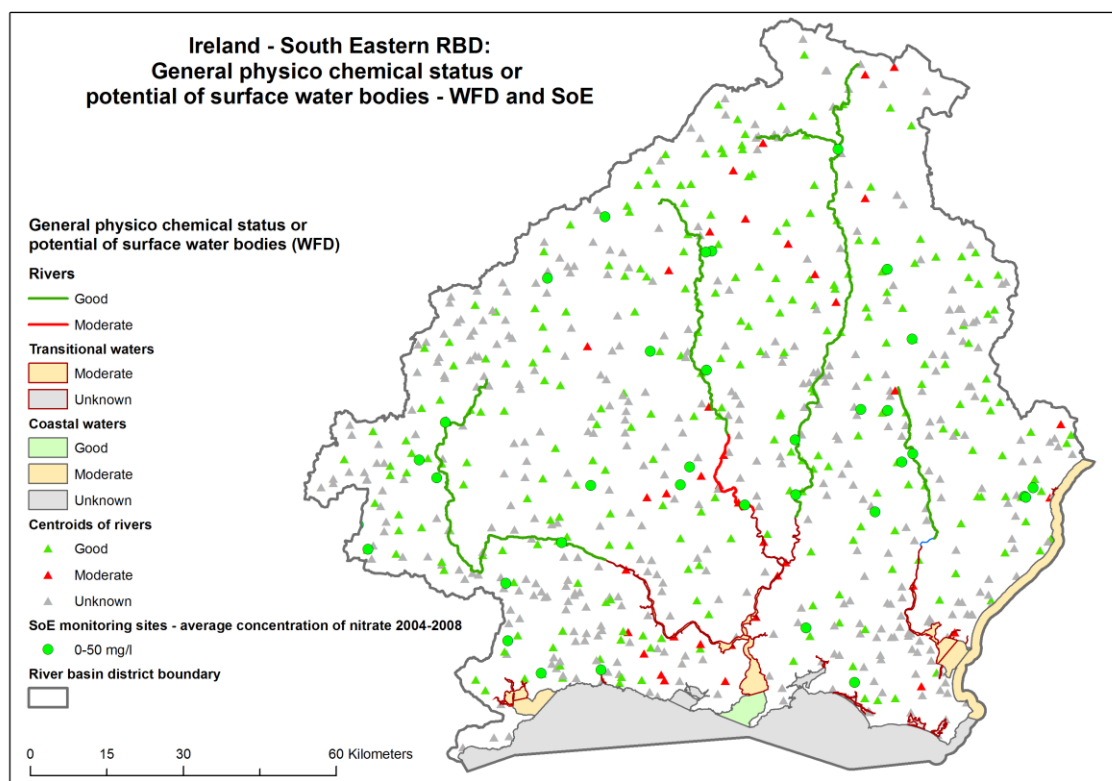 Ireland - South Eastern RBD:
General physico chemical status or
potential of surface water bodies - WFD and SoE
General physico chemical status or
potential of surface water bodies (WFD)
Rivers
Good
Moderate
Transitional waters
Moderate
Unknown
Coastal waters
Good
Moderate
Unknown
Centroids of rivers
Good
Moderate
Unknown
SoE monitoring sites - average concentration of nitrate 2004-2008
0-50 mg/l
River basin district boundary
0 15 30 60 Kilometers